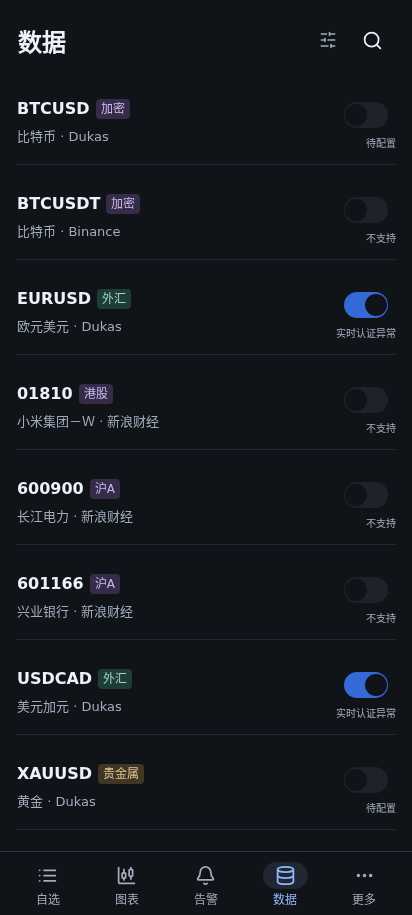 数据
BTCUSD 加密
比特币 · Dukas
待配置
BTCUSDT 加密
比特币 · Binance
不支持
EURUSD 外汇
欧元美元 · Dukas
实时认证异常
01810 港股
小米集团－W · 新浪财经
不支持
600900 沪A
长江电力 · 新浪财经
不支持
601166 沪A
兴业银行 · 新浪财经
不支持
USDCAD 外汇
美元加元 · Dukas
实时认证异常
XAUUSD 贵金属
黄金 · Dukas
待配置
自选 图表 告警 数据 更多